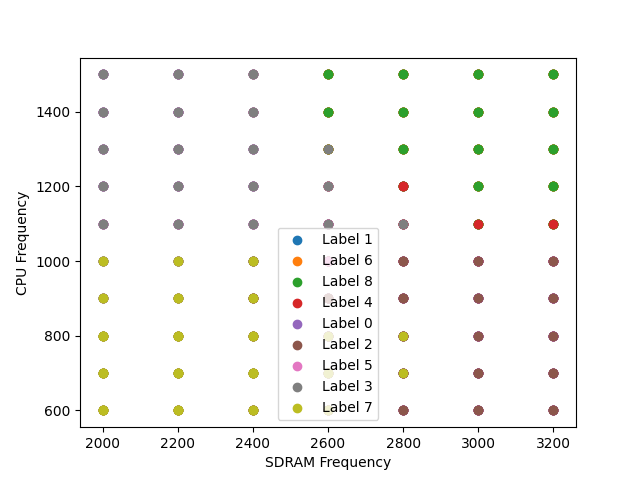 1400
1200
1000
800
600
CPU Frequency
Label 1
Label 6
Label 8
Label 4
Label 0
Label 2
Label 5
Label 3
Label 7
2000 2200 2400 2600 2800 3000 3200
SDRAM Frequency